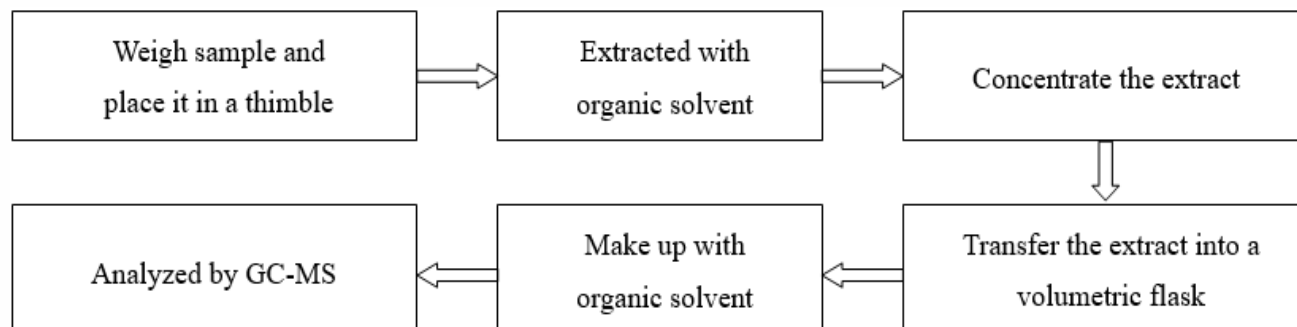 Weigh sample and
place it in a thimble
Extracted with
organic solvent
Concentrate the extract
Transfer the extract into a
volumetric flask
Make up with
organic solvent
Analyzed by GC-MS